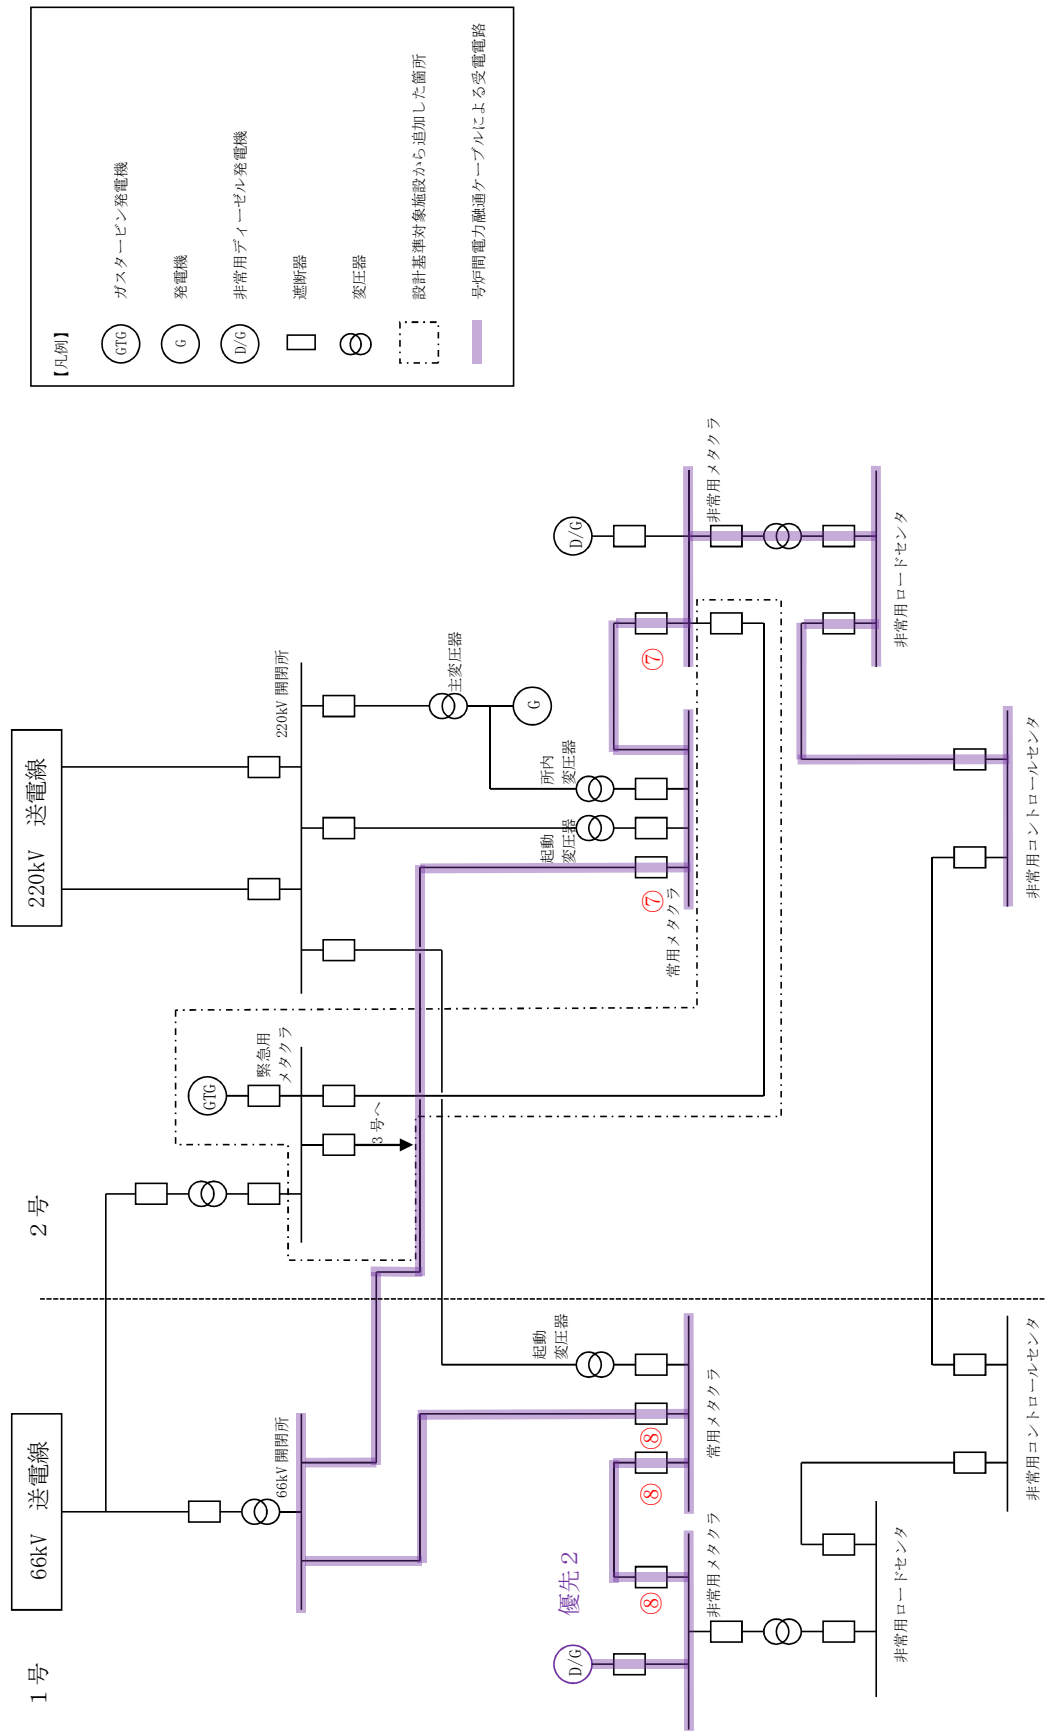 【凡例】
GTG ガスタービン発電機
G 発電機
D/G 非常用ディーゼル発電機
遮断器
変圧器
設計基準対象施設から追加した箇所
号炉間電力融通ケーブルによる受電電路
1号
2号
66kV 送電線
220kV 送電線
66kV 開閉所
220kV 開閉所
GTG
緊急用
メタクラ
3号へ
主変圧器
G
所内
変圧器
起動
変圧器
起動
変圧器
優先2
D/G
D/G
⑧
⑧
⑧
⑦
⑦
非常用メタクラ
常用メタクラ
常用メタクラ
非常用メタクラ
非常用ロードセンタ
非常用ロードセンタ
非常用コントロールセンタ
非常用コントロールセンタ